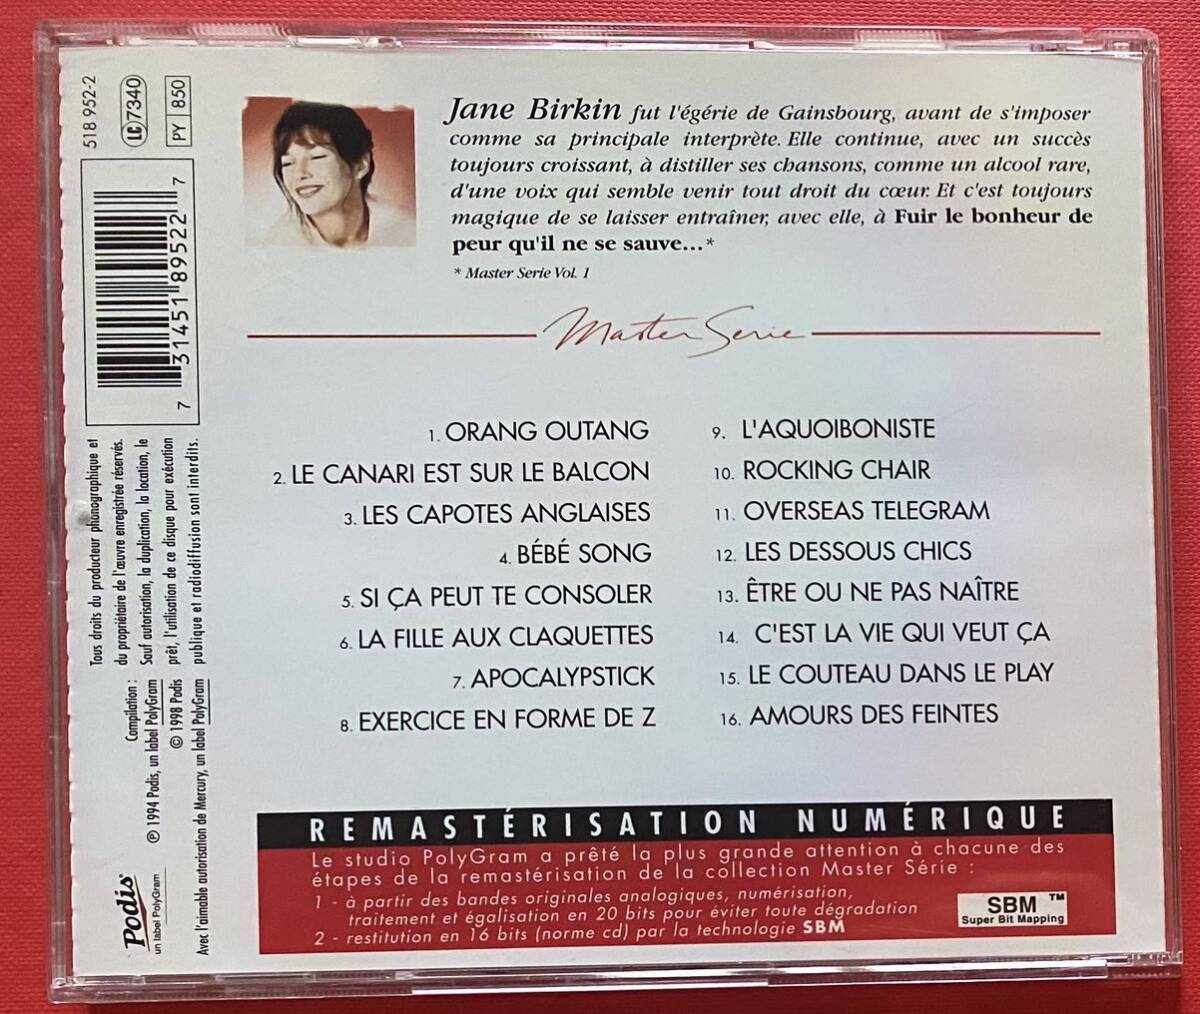 518 952-2
LC 7340
PY 850
7 31451 89522 7
Jane Birkin fut l'égérie de Gainsbourg, avant de s'imposer
comme sa principale interprète. Elle continue, avec un succès
toujours croissant, à distiller ses chansons, comme un alcool rare,
d'une voix qui semble venir tout droit du cœur. Et c'est toujours
magique de se laisser entraîner, avec elle, à Fuir le bonheur de
peur qu'il ne se sauve...*
* Master Serie Vol. 1
Master Serie
1. ORANG OUTANG
2. LE CANARI EST SUR LE BALCON
3. LES CAPOTES ANGLAISES
4. BÉBÉ SONG
5. SI ÇA PEUT TE CONSOLER
6. LA FILLE AUX CLAQUETTES
7. APOCALYPSTICK
8. EXERCICE EN FORME DE Z
9. L'AQUOIBONISTE
10. ROCKING CHAIR
11. OVERSEAS TELEGRAM
12. LES DESSOUS CHICS
13. ÊTRE OU NE PAS NAÎTRE
14. C'EST LA VIE QUI VEUT ÇA
15. LE COUTEAU DANS LE PLAY
16. AMOURS DES FEINTES
Tous droits du producteur phonographique et
du propriétaire de l'œuvre enregistrée réservés.
Sauf autorisation, la duplication, la location, le
prêt, l'utilisation de ce disque pour exécution
publique et radiodiffusion sont interdits.
Compilation :
℗ 1994 Podis, un label PolyGram
© 1998 Podis
Avec l'aimable autorisation de Mercury, un label PolyGram
Podis
un label PolyGram
REMASTÉRISATION NUMÉRIQUE
Le studio PolyGram a prêté la plus grande attention à chacune des
étapes de la remastérisation de la collection Master Série :
1 - à partir des bandes originales analogiques, numérisation,
traitement et égalisation en 20 bits pour éviter toute dégradation
2 - restitution en 16 bits (norme cd) par la technologie SBM
SBM TM
Super Bit Mapping